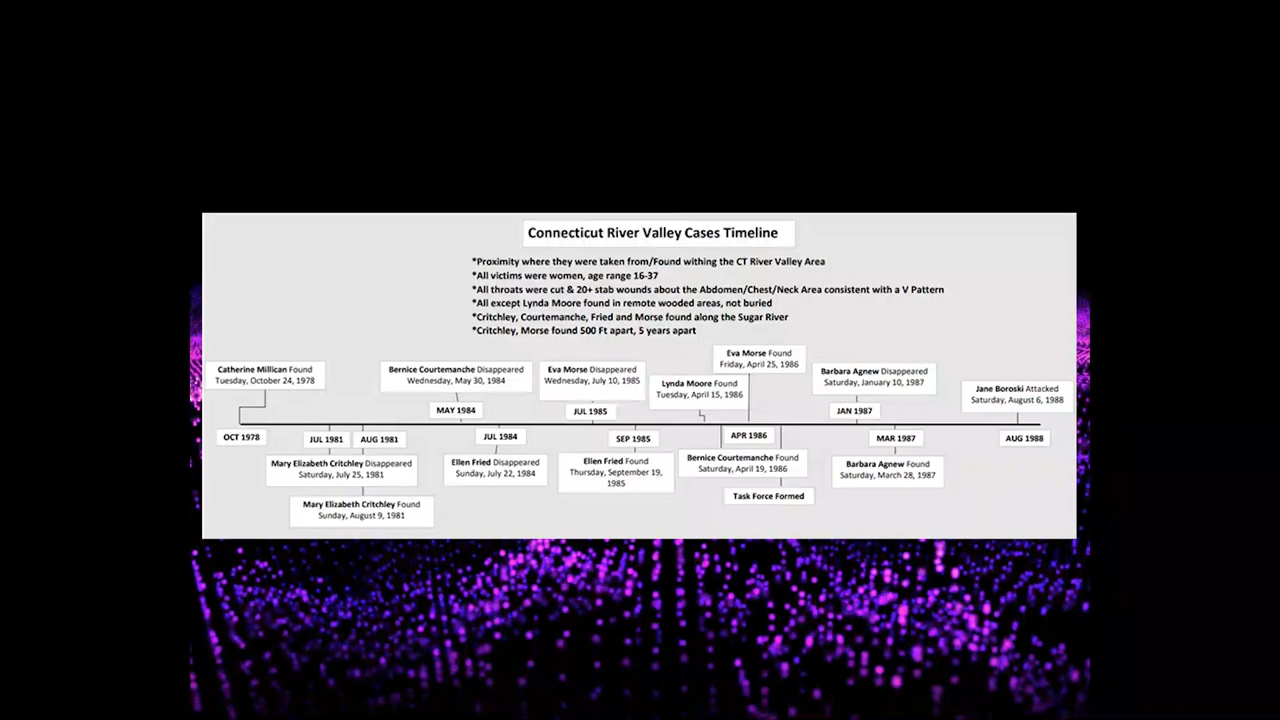 Connecticut River Valley Cases Timeline
*Proximity where they were taken from/Found withing the CT River Valley Area
*All victims were women, age range 16-37
*All throats were cut & 20+ stab wounds about the Abdomen/Chest/Neck Area consistent with a V Pattern
*All except Lynda Moore found in remote wooded areas, not buried
*Critchley, Courtemanche, Fried and Morse found along the Sugar River
*Critchley, Morse found 500 Ft apart, 5 years apart
Catherine Millican Found
Tuesday, October 24, 1978
Bernice Courtemanche Disappeared
Wednesday, May 30, 1984
Eva Morse Disappeared
Wednesday, July 10, 1985
Lynda Moore Found
Tuesday, April 15, 1986
Eva Morse Found
Friday, April 25, 1986
Barbara Agnew Disappeared
Saturday, January 10, 1987
Jane Boroski Attacked
Saturday, August 6, 1988
MAY 1984
JUL 1985
JAN 1987
OCT 1978
JUL 1981
AUG 1981
JUL 1984
SEP 1985
APR 1986
MAR 1987
AUG 1988
Mary Elizabeth Critchley Disappeared
Saturday, July 25, 1981
Ellen Fried Disappeared
Sunday, July 22, 1984
Ellen Fried Found
Thursday, September 19,
1985
Bernice Courtemanche Found
Saturday, April 19, 1986
Barbara Agnew Found
Saturday, March 28, 1987
Mary Elizabeth Critchley Found
Sunday, August 9, 1981
Task Force Formed